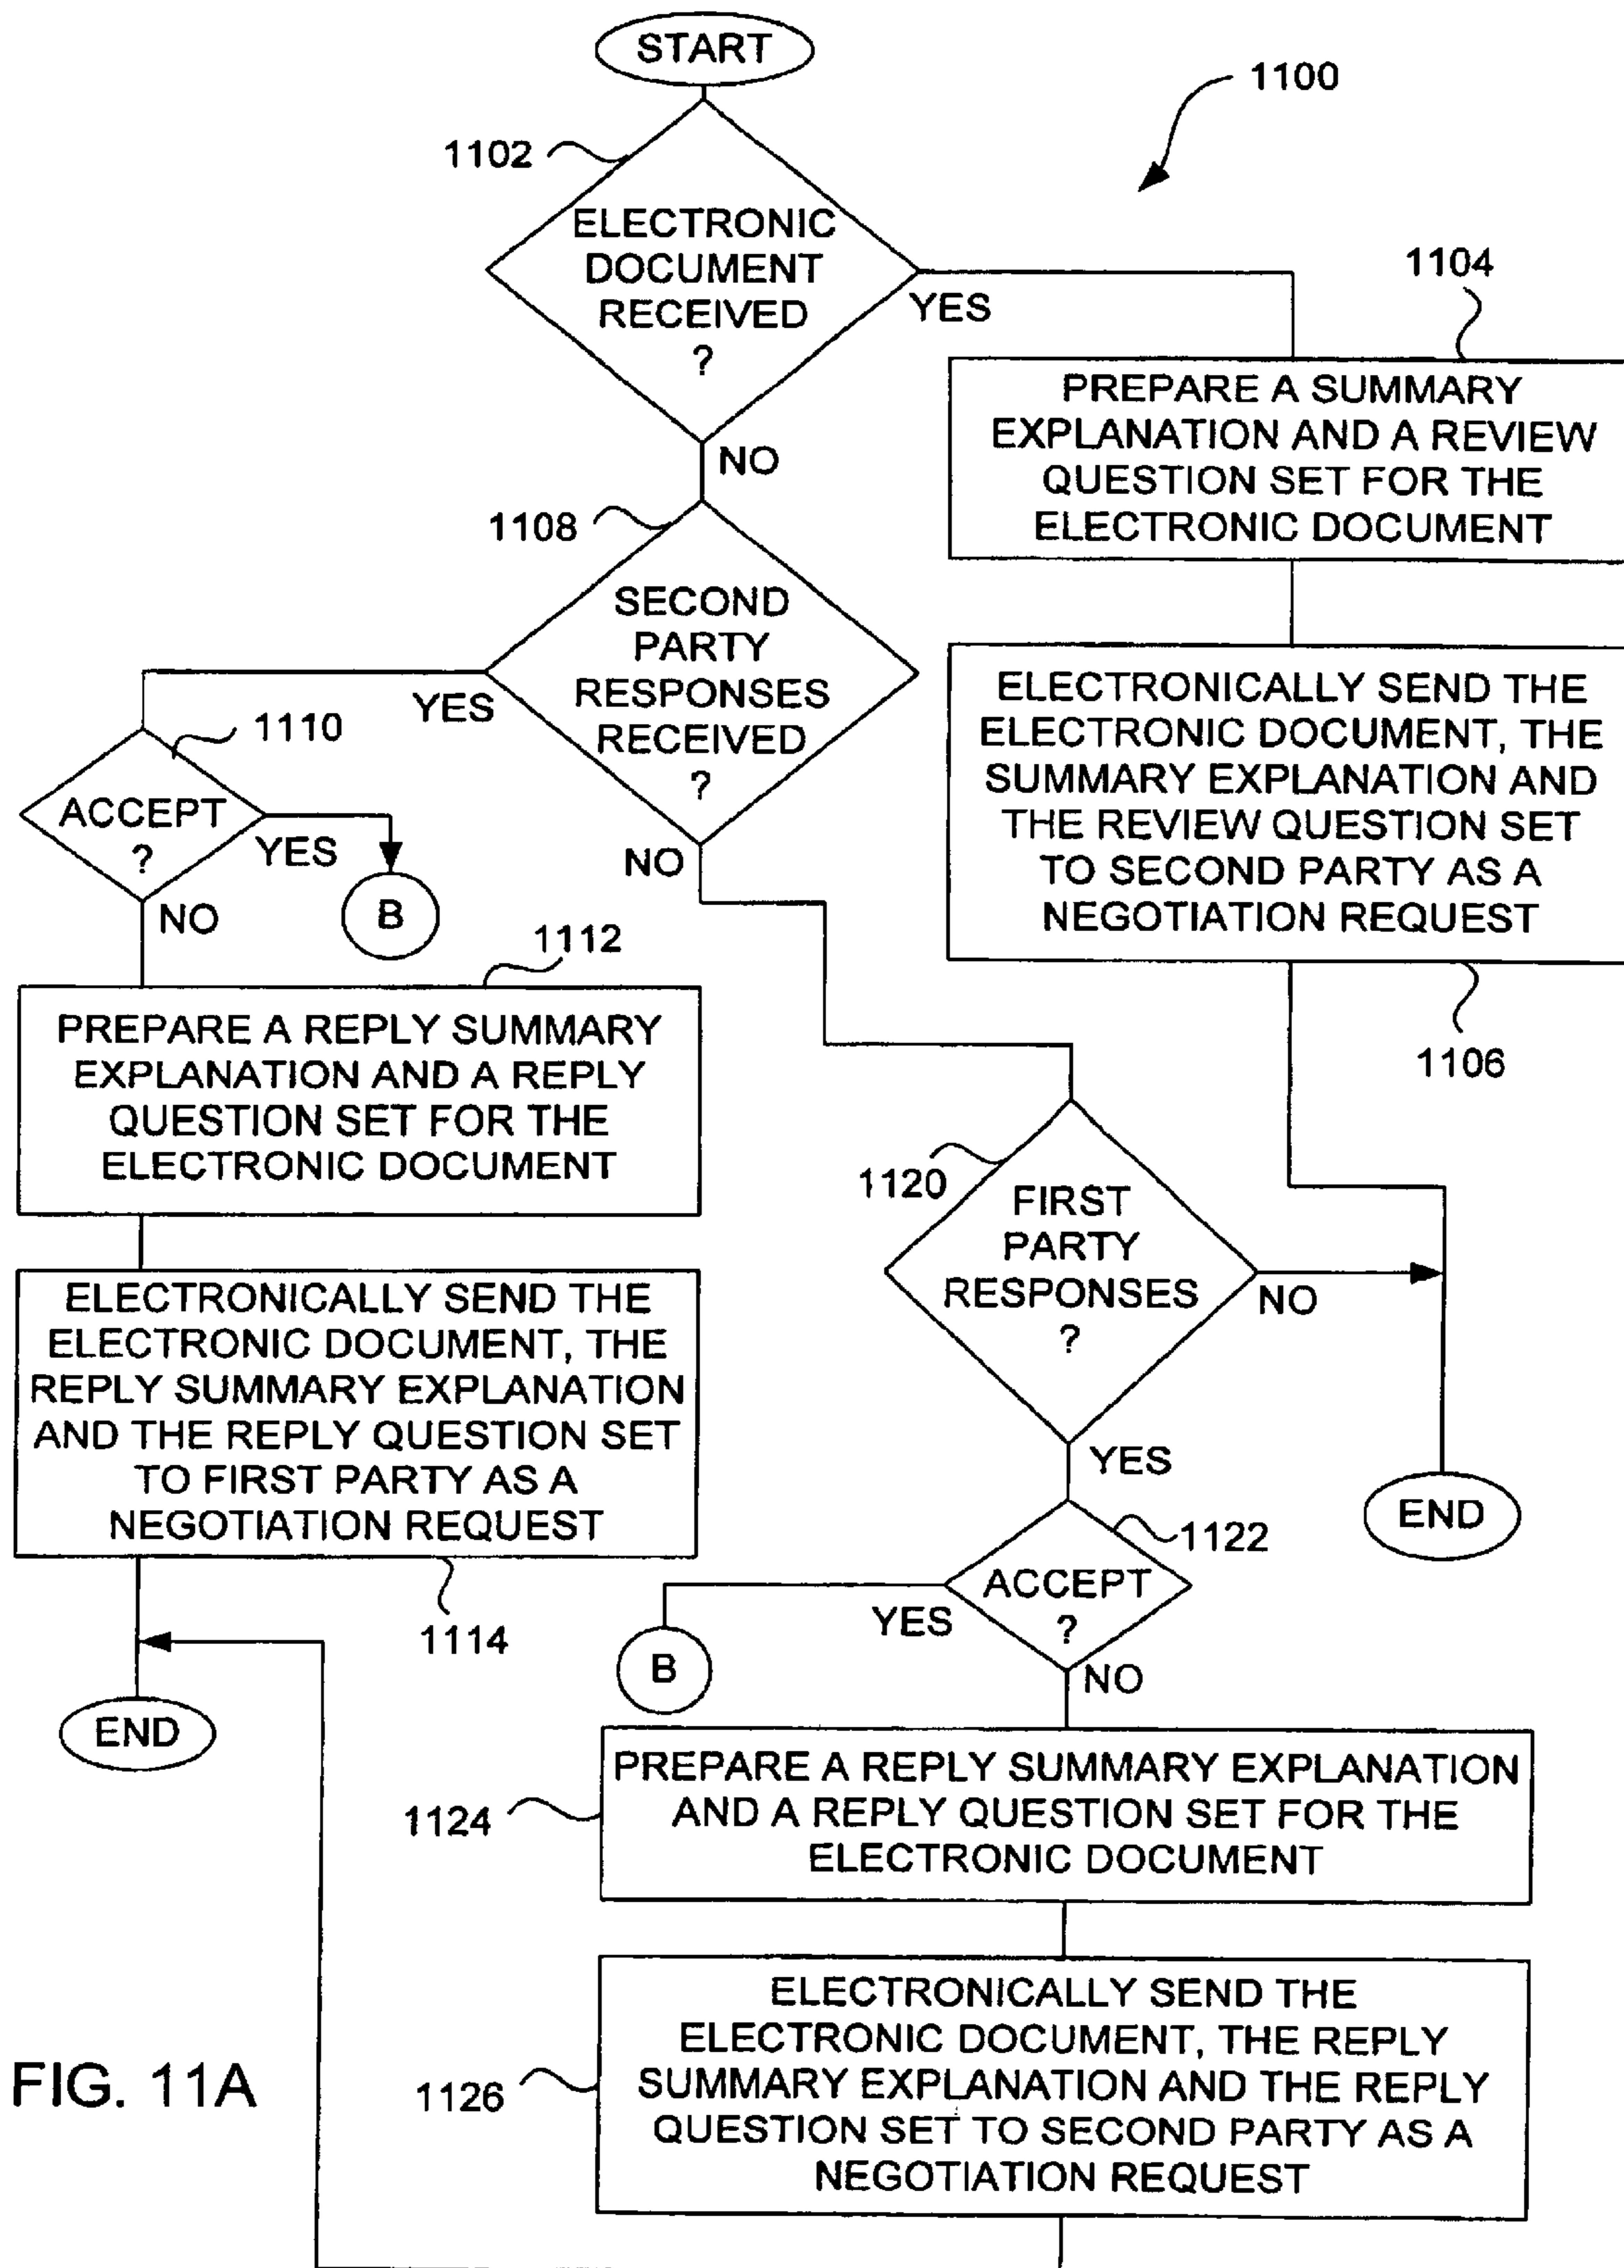 START
1100
1102
ELECTRONIC
DOCUMENT
RECEIVED
?
YES
NO
1104
PREPARE A SUMMARY
EXPLANATION AND A REVIEW
QUESTION SET FOR THE
ELECTRONIC DOCUMENT
1108
SECOND
PARTY
RESPONSES
RECEIVED
?
YES
NO
ELECTRONICALLY SEND THE
ELECTRONIC DOCUMENT, THE
SUMMARY EXPLANATION AND
THE REVIEW QUESTION SET
TO SECOND PARTY AS A
NEGOTIATION REQUEST
1106
1110
ACCEPT
?
YES
B
NO
1112
PREPARE A REPLY SUMMARY
EXPLANATION AND A REPLY
QUESTION SET FOR THE
ELECTRONIC DOCUMENT
ELECTRONICALLY SEND THE
ELECTRONIC DOCUMENT, THE
REPLY SUMMARY EXPLANATION
AND THE REPLY QUESTION SET
TO FIRST PARTY AS A
NEGOTIATION REQUEST
1114
END
1120
FIRST
PARTY
RESPONSES
?
NO
YES
END
1122
ACCEPT
?
YES
B
NO
1124
PREPARE A REPLY SUMMARY EXPLANATION
AND A REPLY QUESTION SET FOR THE
ELECTRONIC DOCUMENT
1126
ELECTRONICALLY SEND THE
ELECTRONIC DOCUMENT, THE REPLY
SUMMARY EXPLANATION AND THE REPLY
QUESTION SET TO SECOND PARTY AS A
NEGOTIATION REQUEST
FIG. 11A